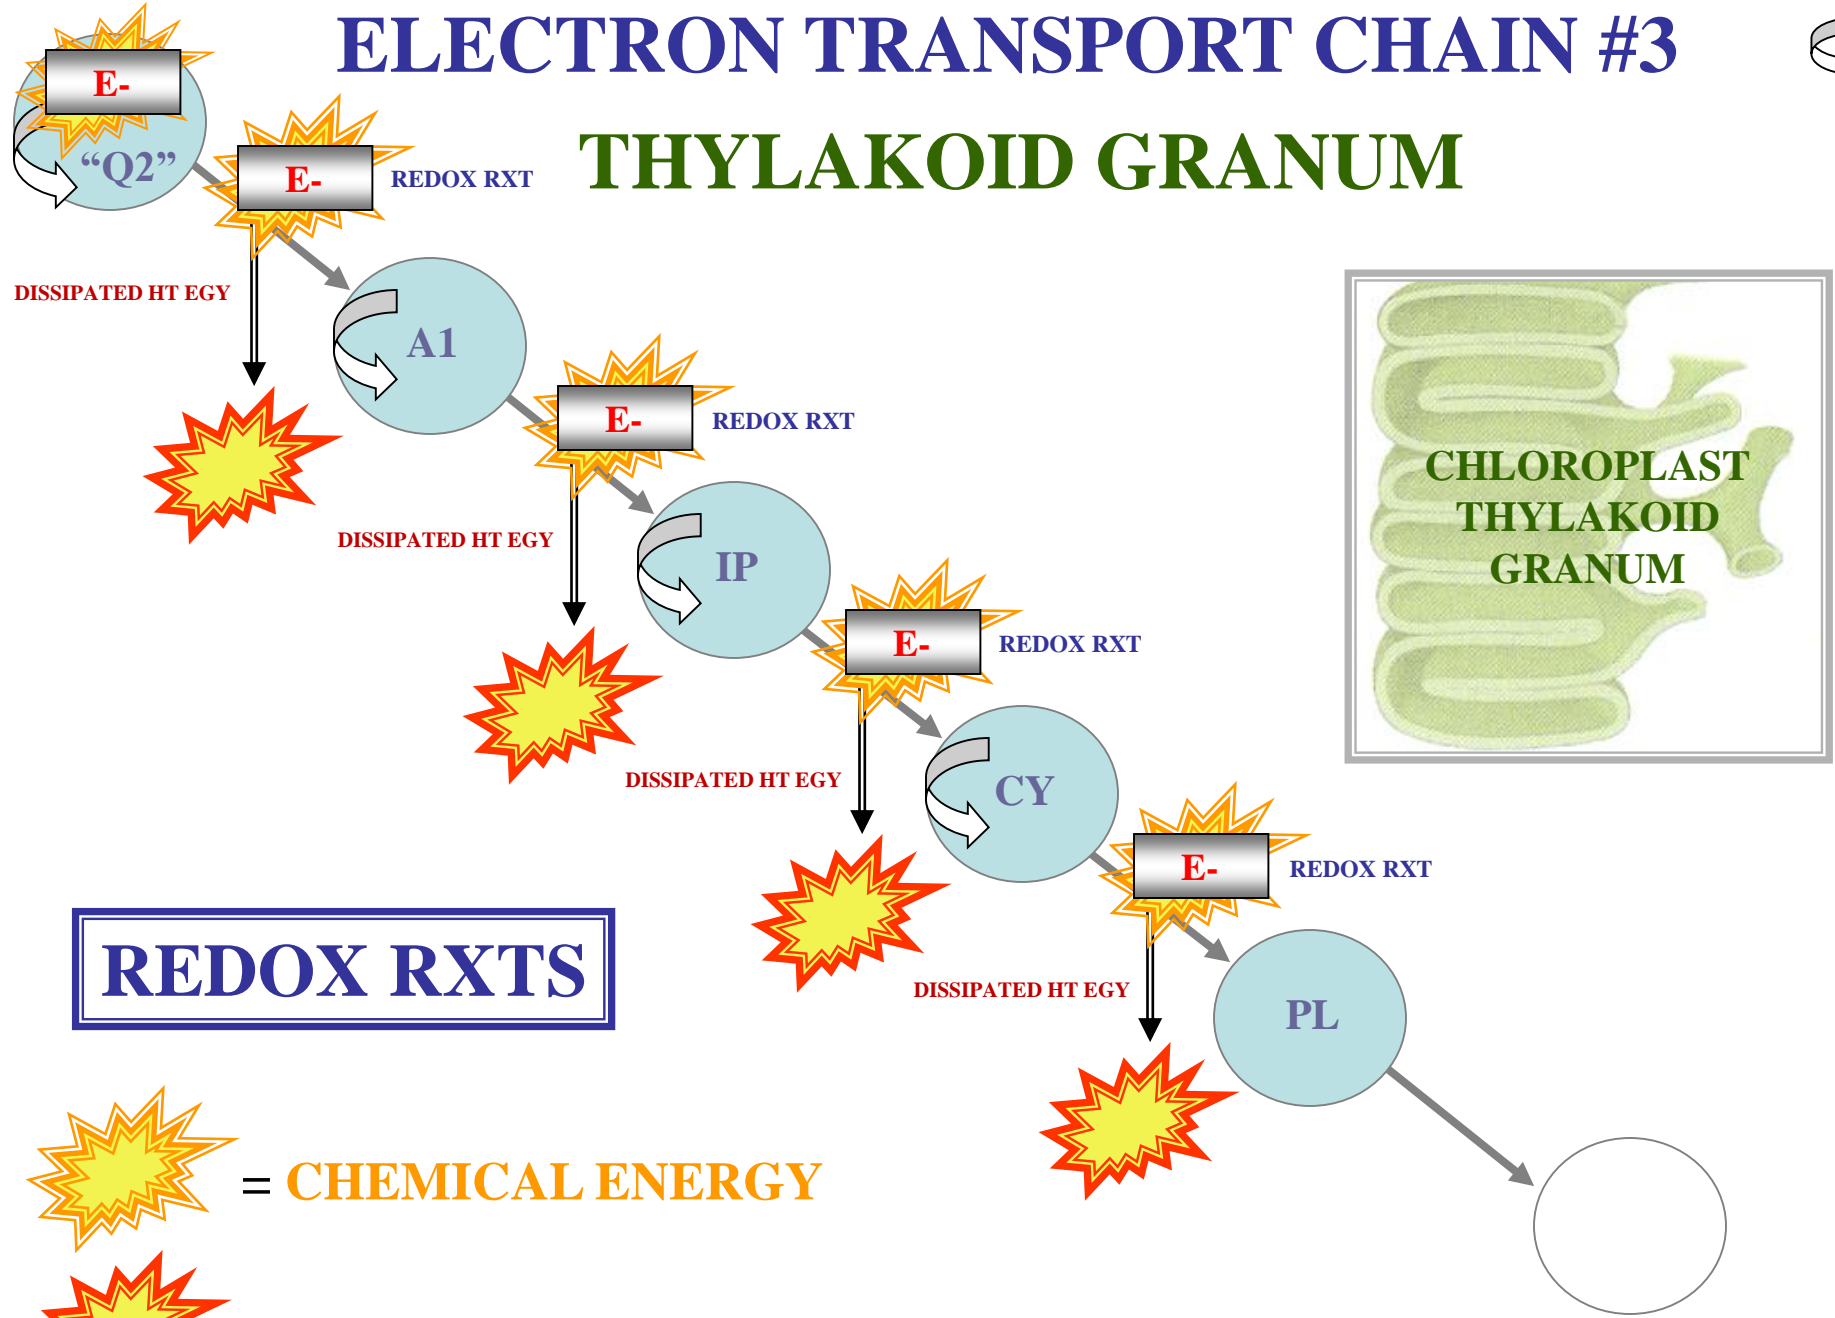 ELECTRON TRANSPORT CHAIN #3
THYLAKOID GRANUM
E-
“Q2”
E-
REDOX RXT
DISSIPATED HT EGY
A1
E-
REDOX RXT
DISSIPATED HT EGY
IP
E-
REDOX RXT
DISSIPATED HT EGY
CY
E-
REDOX RXT
DISSIPATED HT EGY
PL
CHLOROPLAST
THYLAKOID
GRANUM
REDOX RXTS
= CHEMICAL ENERGY